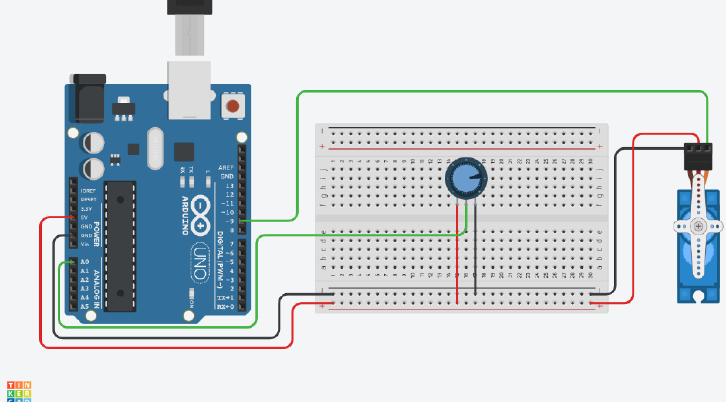 AREF
GND
13
12
~11
~10
~9
8
7
~6
~5
4
~3
2
TX→1
RX←0
DIGITAL (PWM~)
L
TX
RX
ARDUINO
UNO
ON
IOREF
RESET
3.3V
5V
GND
GND
Vin
POWER
A0
A1
A2
A3
A4
A5
ANALOG IN
a b c d e
TIN
KER
CAD